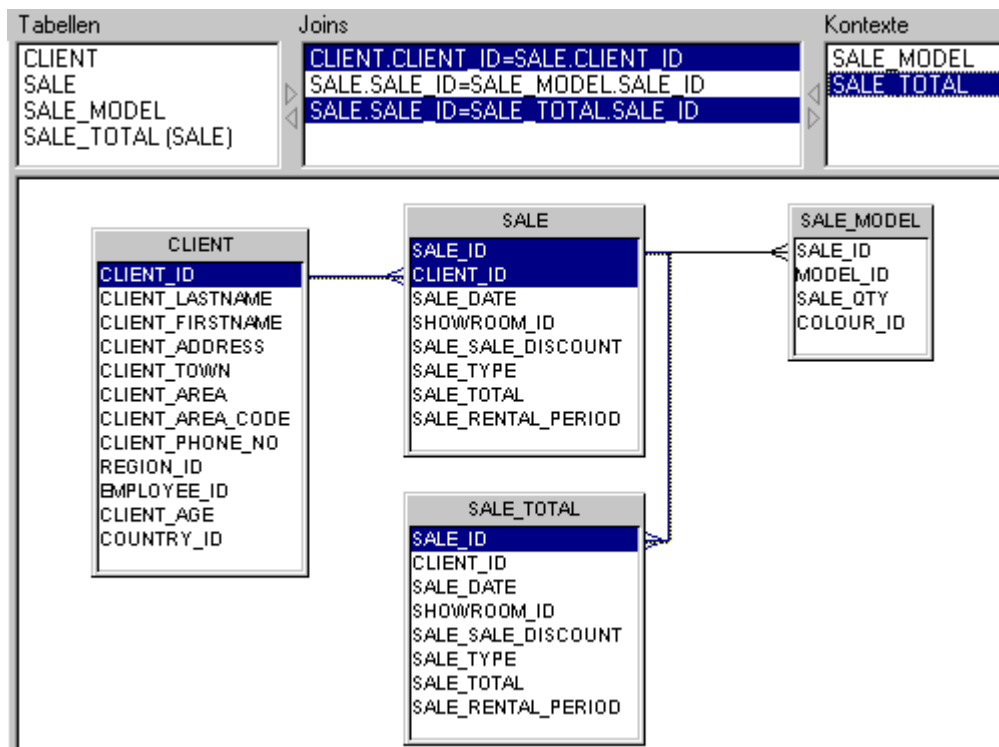 Tabellen
Joins
Kontexte
CLIENT
SALE
SALE_MODEL
SALE_TOTAL (SALE)
CLIENT.CLIENT_ID=SALE.CLIENT_ID
SALE.SALE_ID=SALE_MODEL.SALE_ID
SALE.SALE_ID=SALE_TOTAL.SALE_ID
SALE_MODEL
SALE_TOTAL
CLIENT
CLIENT_ID
CLIENT_LASTNAME
CLIENT_FIRSTNAME
CLIENT_ADDRESS
CLIENT_TOWN
CLIENT_AREA
CLIENT_AREA_CODE
CLIENT_PHONE_NO
REGION_ID
EMPLOYEE_ID
CLIENT_AGE
COUNTRY_ID
SALE
SALE_ID
CLIENT_ID
SALE_DATE
SHOWROOM_ID
SALE_SALE_DISCOUNT
SALE_TYPE
SALE_TOTAL
SALE_RENTAL_PERIOD
SALE_MODEL
SALE_ID
MODEL_ID
SALE_QTY
COLOUR_ID
SALE_TOTAL
SALE_ID
CLIENT_ID
SALE_DATE
SHOWROOM_ID
SALE_SALE_DISCOUNT
SALE_TYPE
SALE_TOTAL
SALE_RENTAL_PERIOD